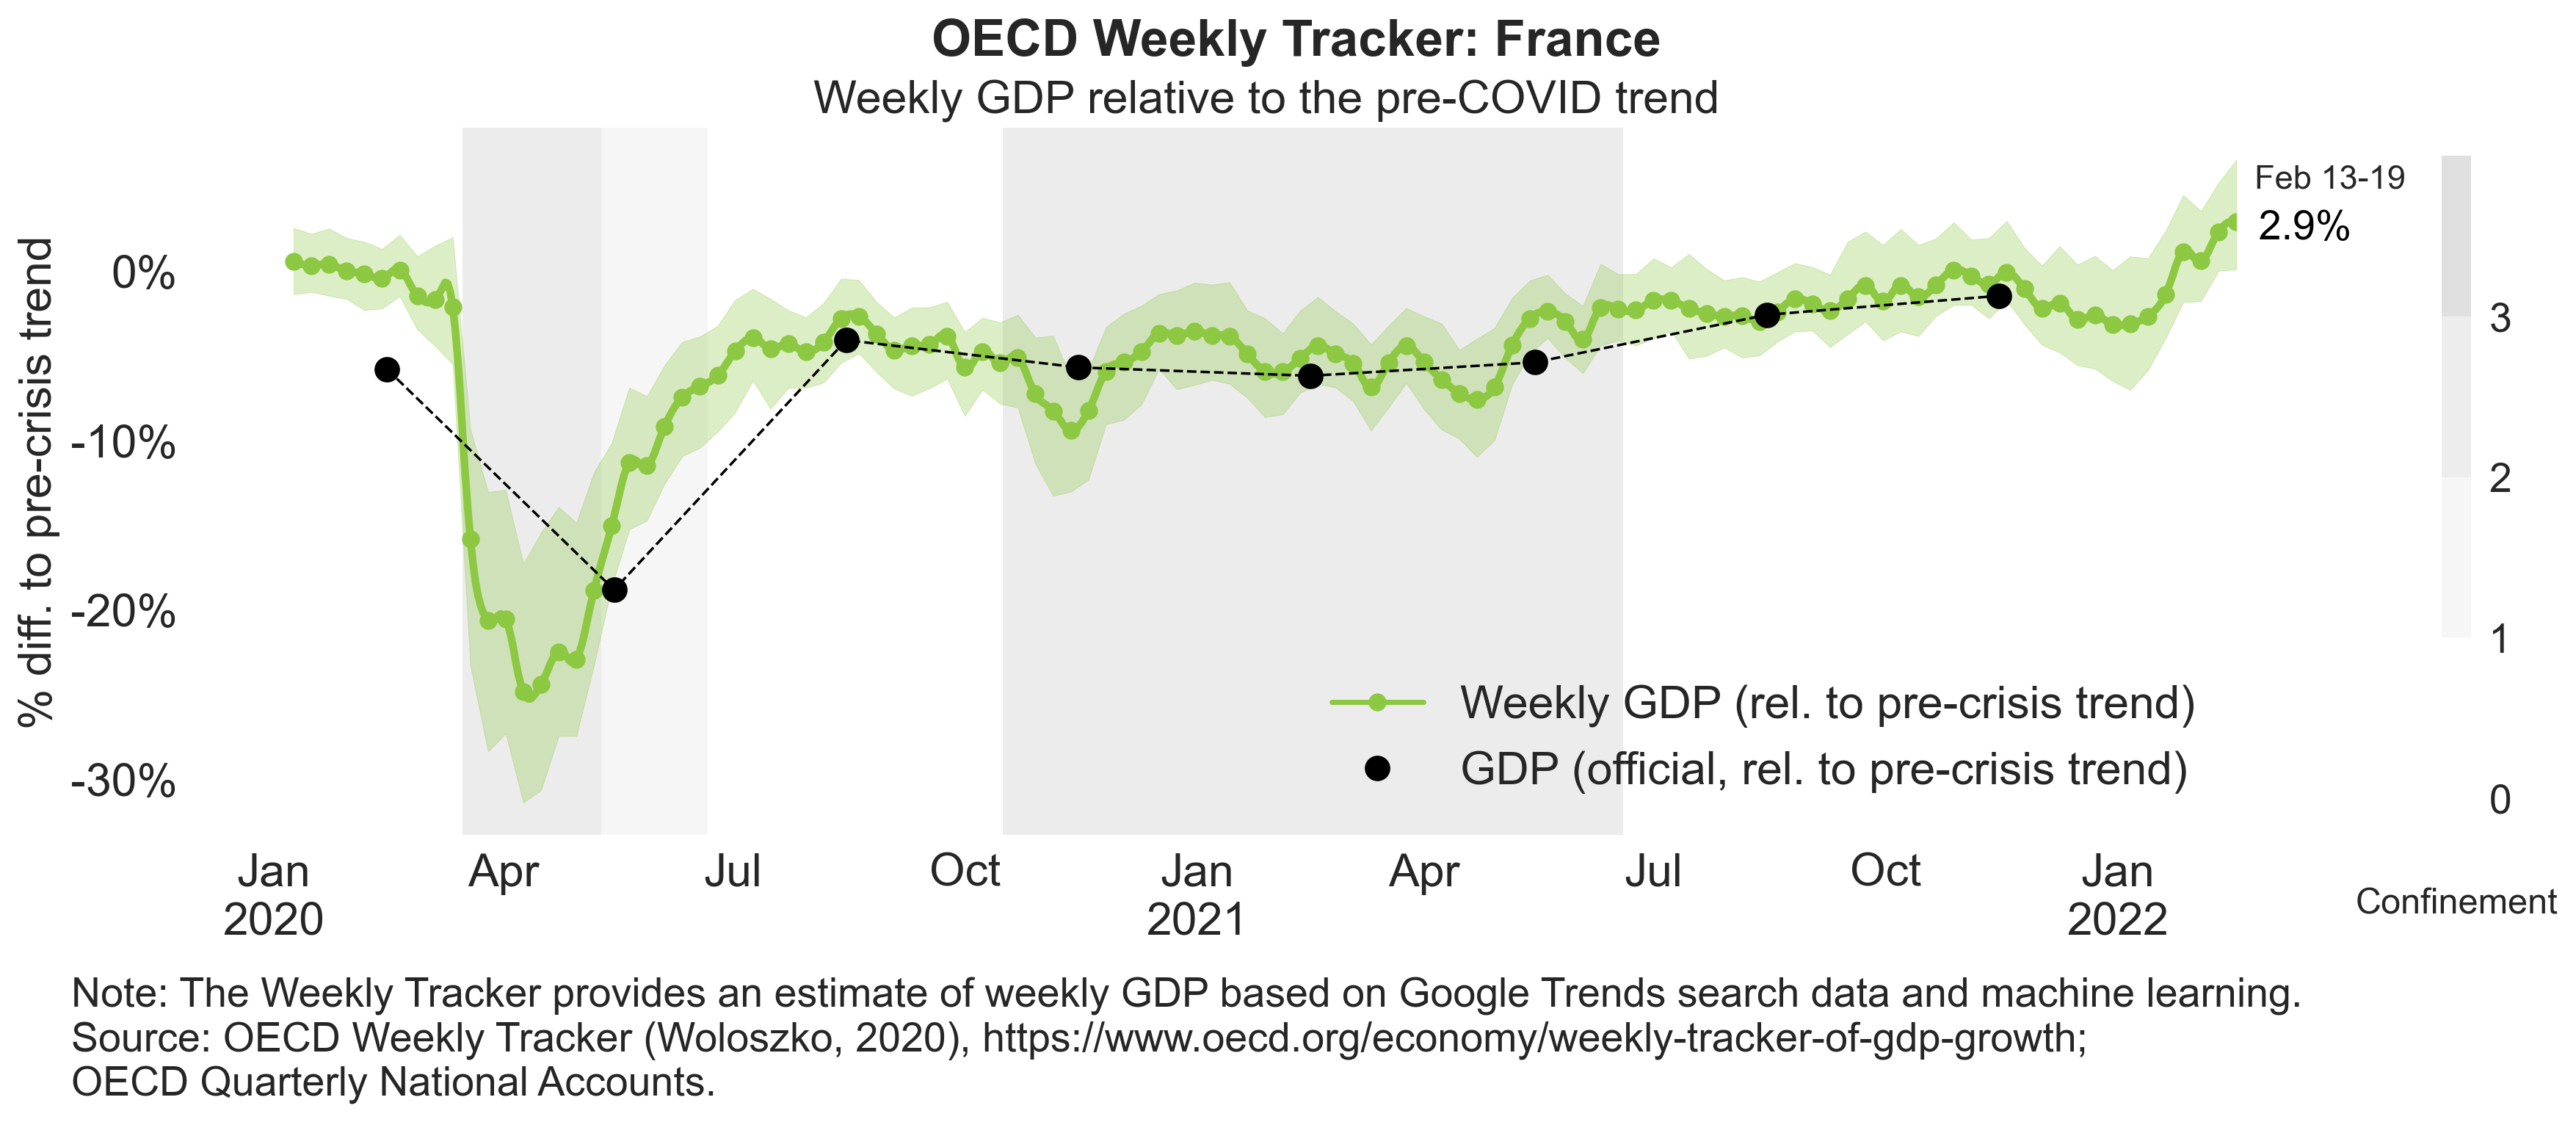 OECD Weekly Tracker: France
Weekly GDP relative to the pre-COVID trend
% diff. to pre-crisis trend
0%
-10%
-20%
-30%
Feb 13-19
2.9%
3
2
1
0
Confinement
Weekly GDP (rel. to pre-crisis trend)
GDP (official, rel. to pre-crisis trend)
Jan Apr Jul Oct Jan Apr Jul Oct Jan
2020 2021 2022
Note: The Weekly Tracker provides an estimate of weekly GDP based on Google Trends search data and machine learning.
Source: OECD Weekly Tracker (Woloszko, 2020), https://www.oecd.org/economy/weekly-tracker-of-gdp-growth;
OECD Quarterly National Accounts.